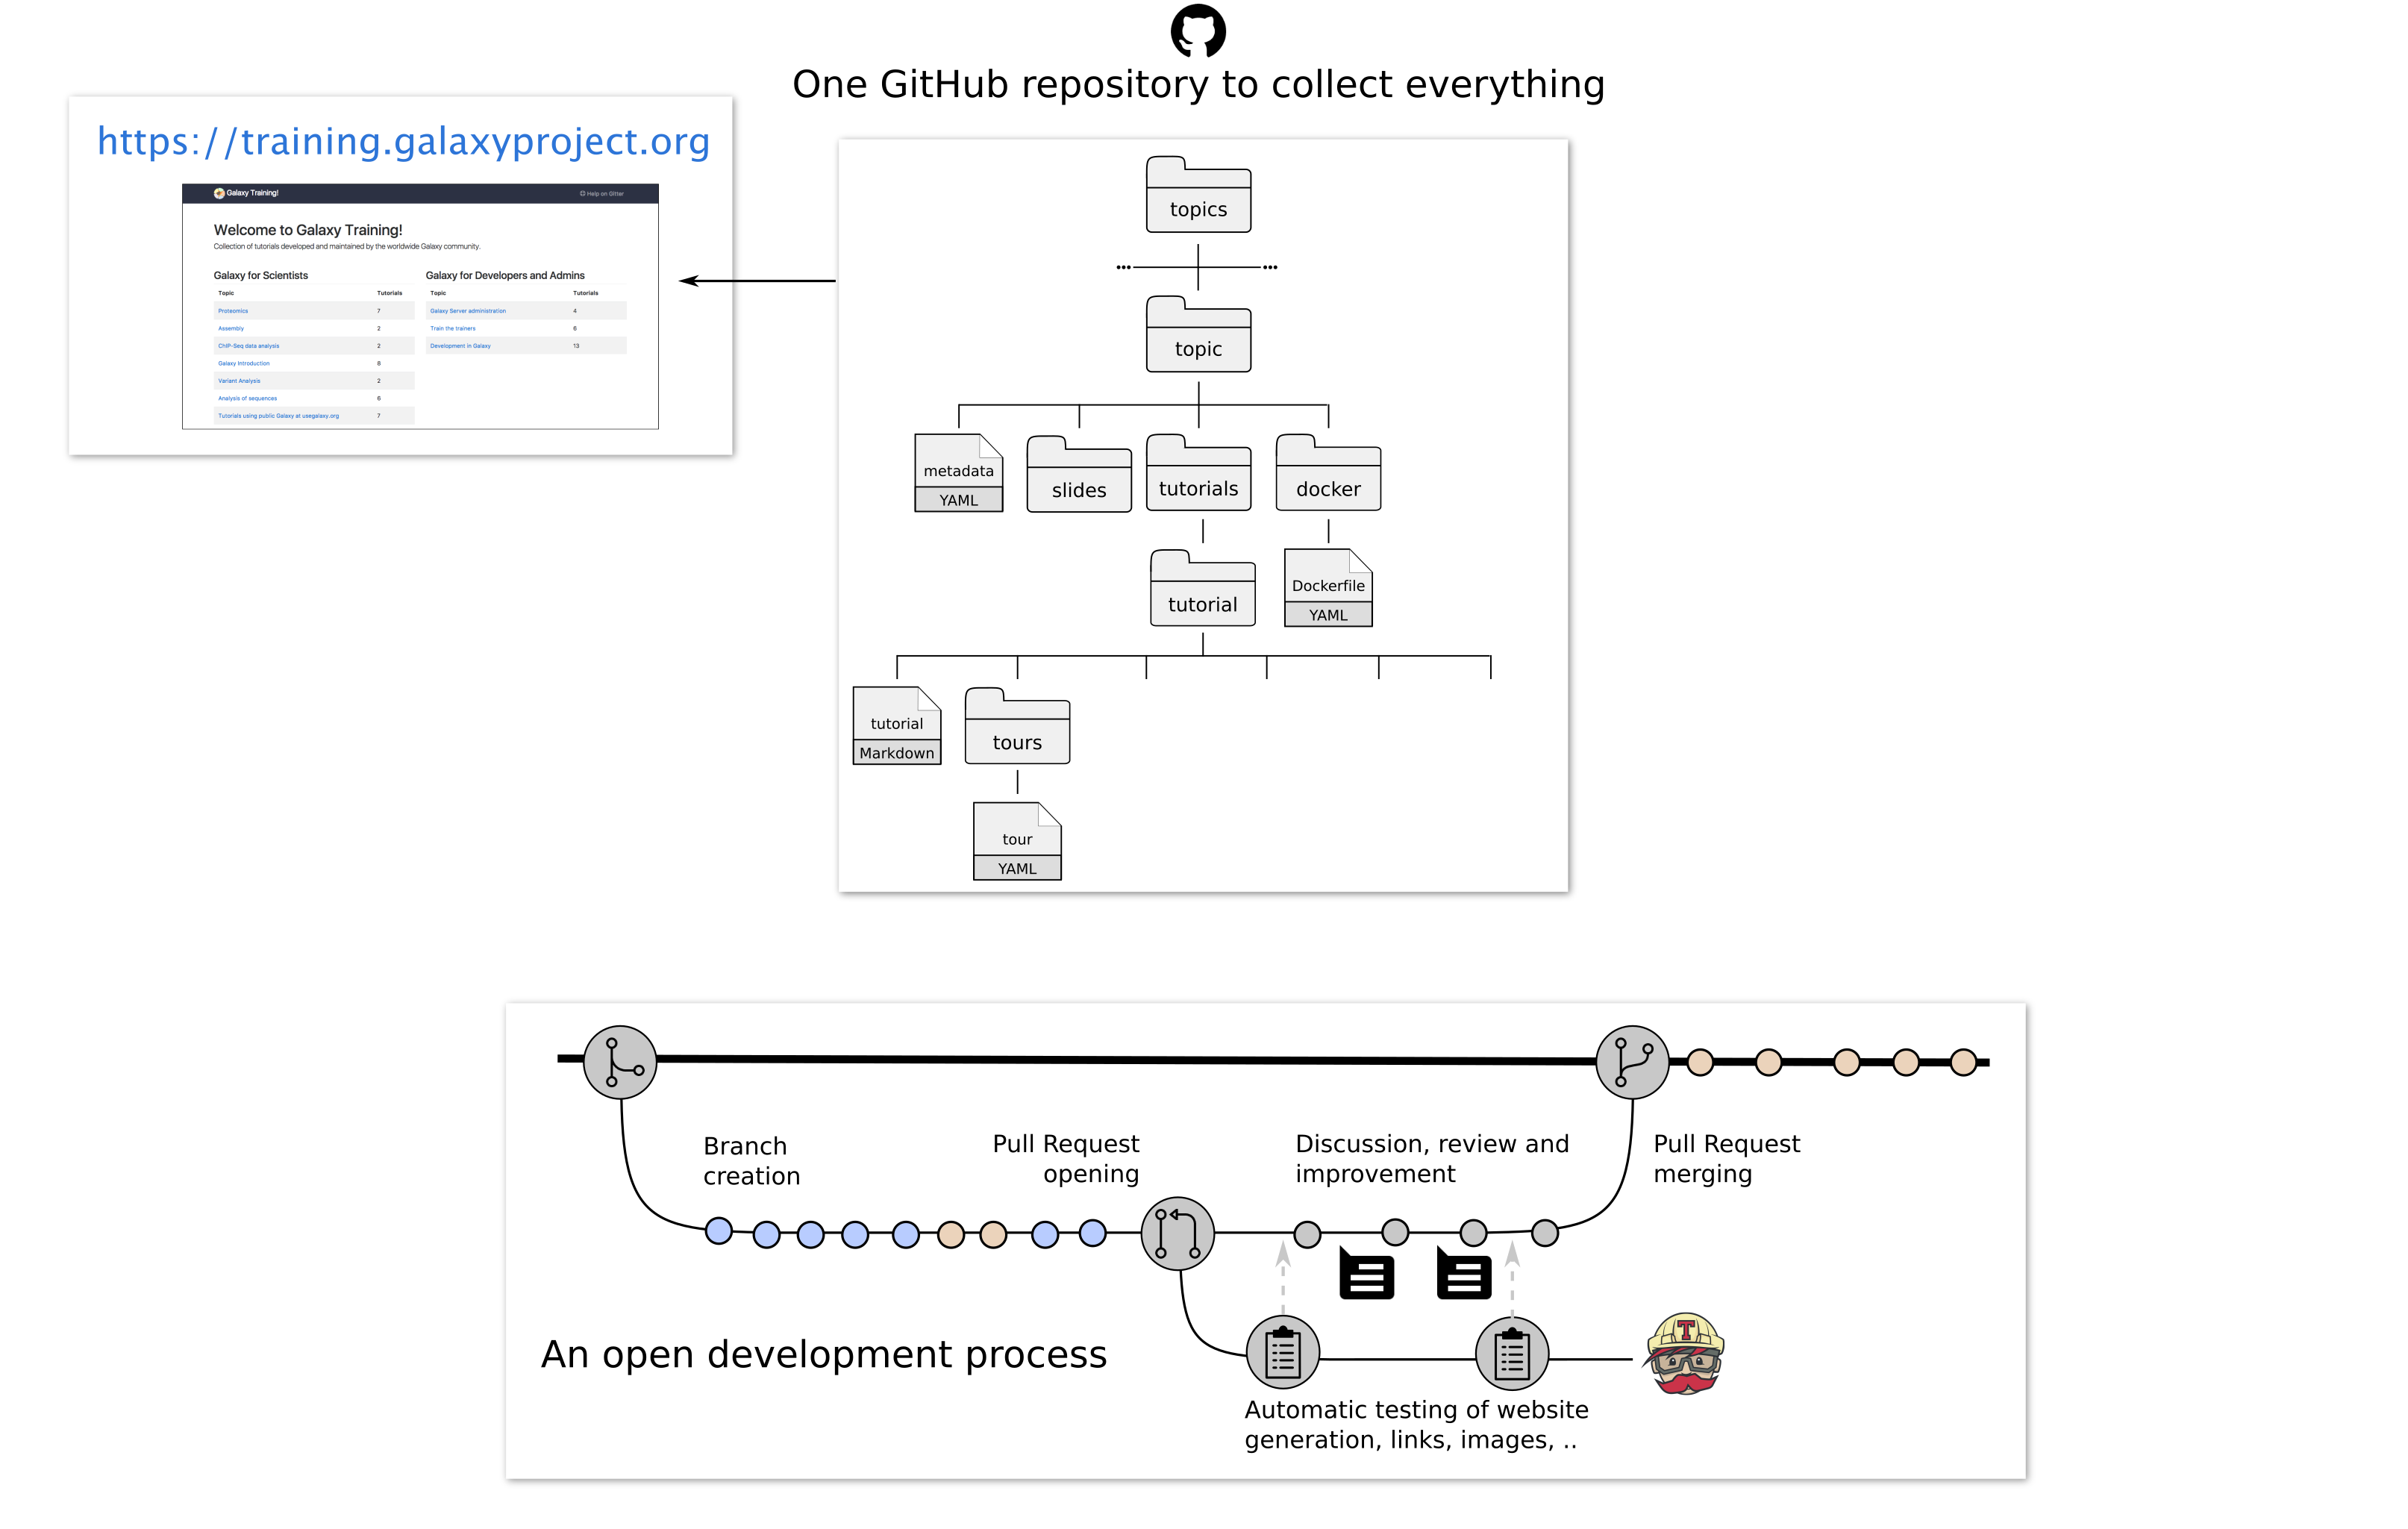 One GitHub repository to collect everything
https://training.galaxyproject.org
Galaxy Training!
Help on Gitter
Welcome to Galaxy Training!
Collection of tutorials developed and maintained by the worldwide Galaxy community.
Galaxy for Scientists
Topic Tutorials
Proteomics 7
Assembly 2
ChIP-Seq data analysis 2
Galaxy Introduction 8
Variant Analysis 2
Analysis of sequences 6
Tutorials using public Galaxy at usegalaxy.org 7
Galaxy for Developers and Admins
Topic Tutorials
Galaxy Server administration 4
Train the trainers 6
Development in Galaxy 13
topics
topic
metadata
YAML
slides
tutorials
docker
tutorial
Dockerfile
YAML
tutorial
Markdown
tours
tour
YAML
Branch
creation
Pull Request
opening
Discussion, review and
improvement
Pull Request
merging
An open development process
T
Automatic testing of website
generation, links, images, ..